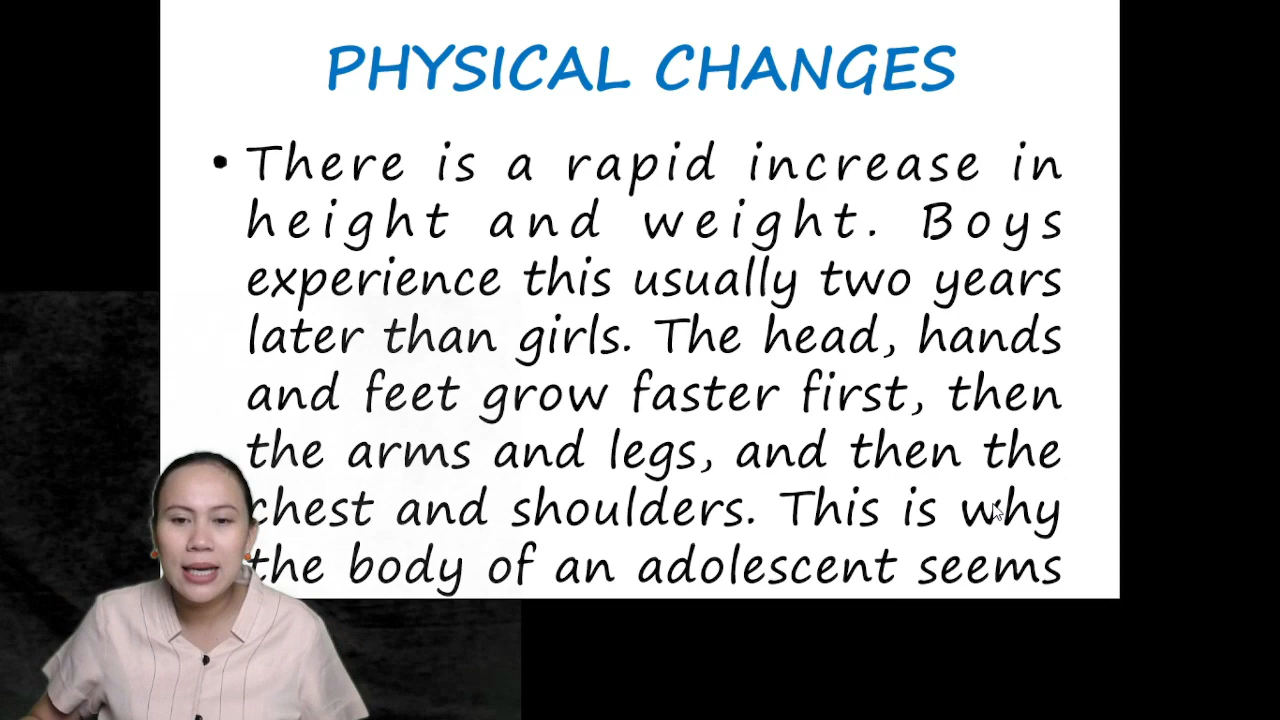 PHYSICAL CHANGES
• There is a rapid increase in
height and weight. Boys
experience this usually two years
later than girls. The head, hands
and feet grow faster first, then
the arms and legs, and then the
chest and shoulders. This is why
the body of an adolescent seems